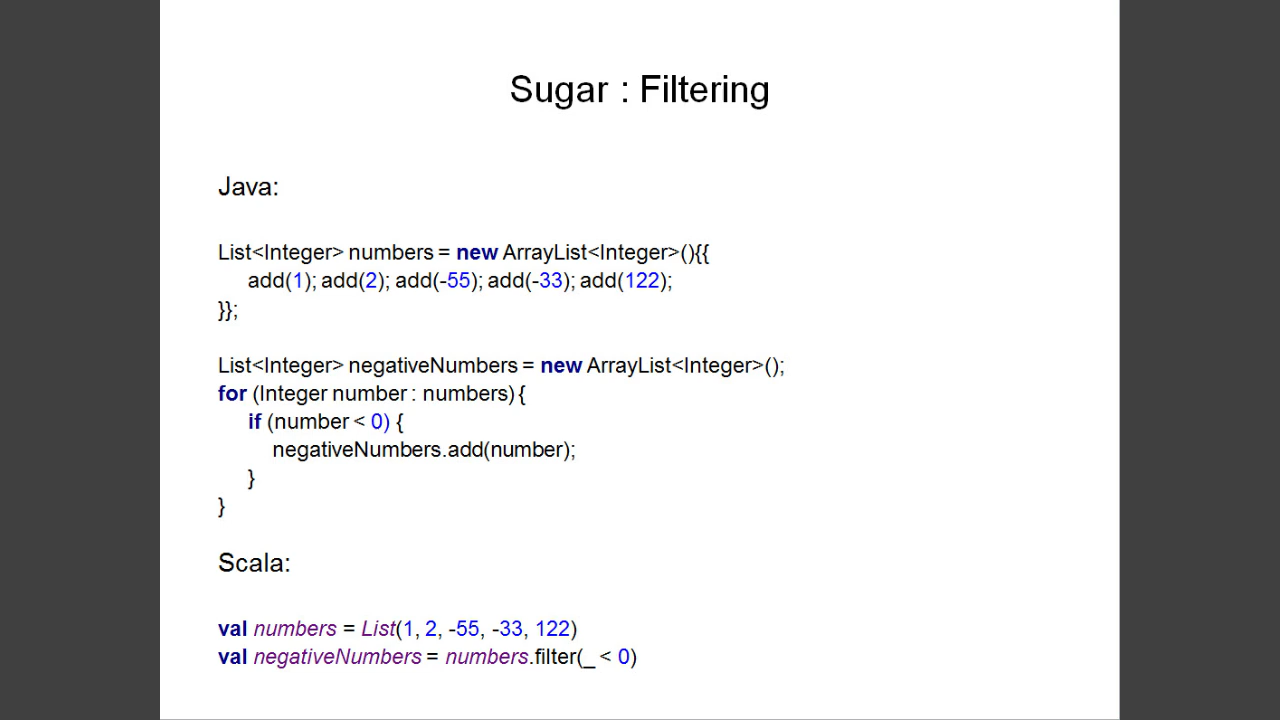 Sugar : Filtering
Java:
List<Integer> numbers = new ArrayList<Integer>(){{
add(1); add(2); add(-55); add(-33); add(122);
}};
List<Integer> negativeNumbers = new ArrayList<Integer>();
for (Integer number : numbers) {
if (number < 0) {
negativeNumbers.add(number);
}
}
Scala:
val numbers = List(1, 2, -55, -33, 122)
val negativeNumbers = numbers.filter(_ < 0)